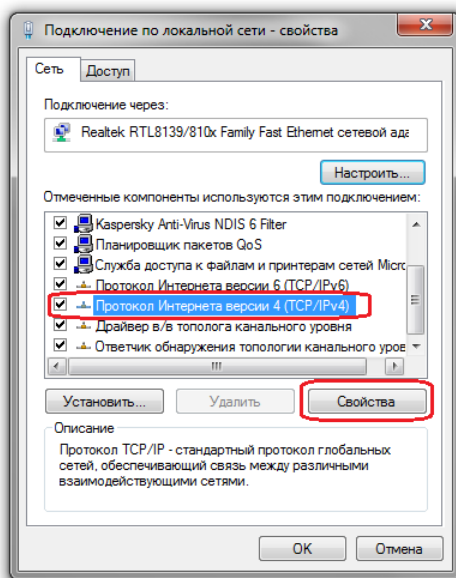 Подключение по локальной сети - свойства
Сеть Доступ
Подключение через:
Realtek RTL8139/810x Family Fast Ethernet сетевой ада
Настроить...
Отмеченные компоненты используются этим подключением:
Kaspersky Anti-Virus NDIS 6 Filter
Планировщик пакетов QoS
Служба доступа к файлам и принтерам сетей Micro
Протокол Интернета версии 6 (TCP/IPv6)
Протокол Интернета версии 4 (TCP/IPv4)
Драйвер в/в тополога канального уровня
Ответчик обнаружения топологии канального уров
Установить... Удалить Свойства
Описание
Протокол TCP/IP - стандартный протокол глобальных
сетей, обеспечивающий связь между различными
взаимодействующими сетями.
OK Отмена